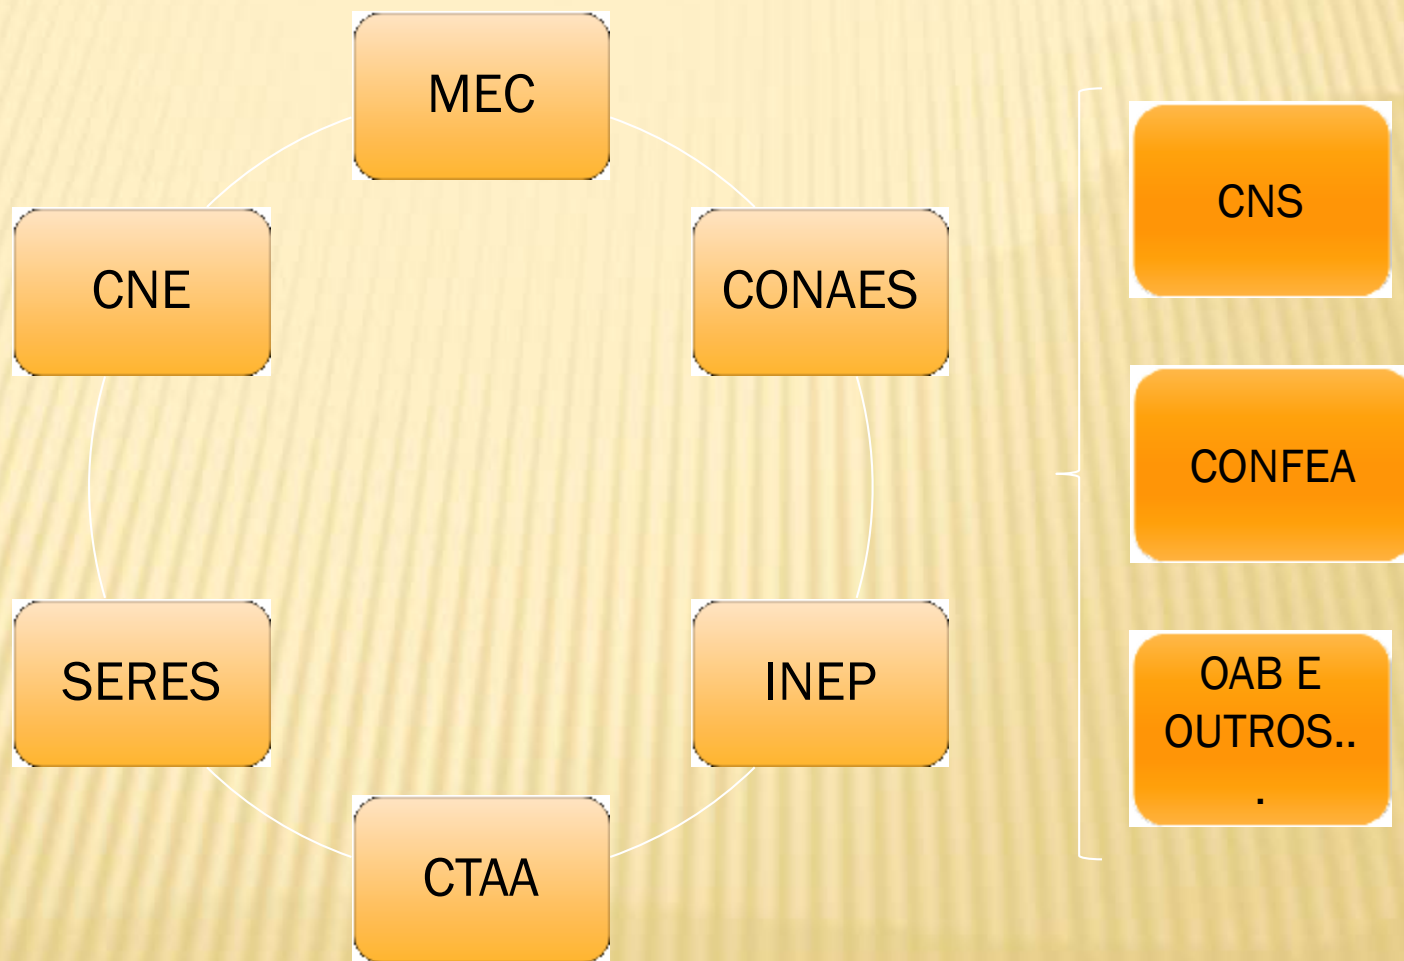 MEC
CNE
CONAES
SERES
INEP
CTAA
CNS
CONFEA
OAB E
OUTROS..
.